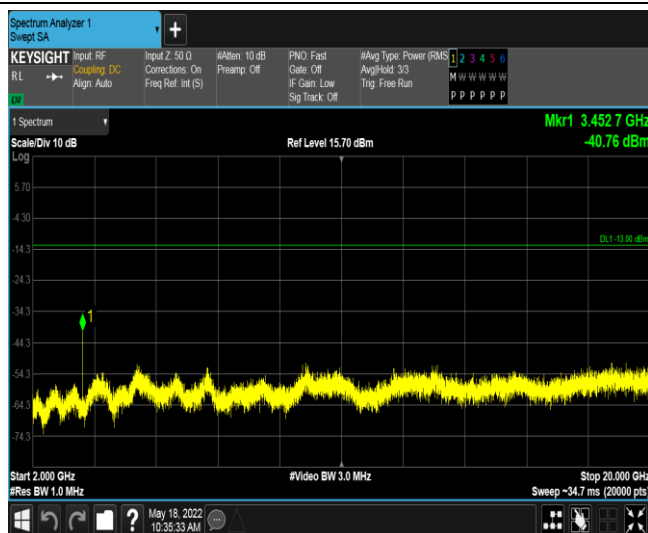 Spectrum Analyzer 1
Swept SA
+
KEYSIGHT
RL
Input: RF
Coupling: DC
Align: Auto
Input Z: 50 Ω
Corrections: On
Freq Ref: Int (S)
#Atten: 10 dB
Preamp: Off
PNO: Fast
Gate: Off
IF Gain: Low
Sig Track: Off
#Avg Type: Power (RMS
Avg|Hold: 3/3
Trig: Free Run
1 2 3 4 5 6
M W W W W W
P P P P P P
1 Spectrum
Mkr1 3.452 7 GHz
Scale/Div 10 dB
Ref Level 15.70 dBm
-40.76 dBm
Log
5.70
-4.30
DL1 -13.00 dBm
-14.3
-24.3
-34.3
1
-44.3
-54.3
-64.3
-74.3
Start 2.000 GHz
#Video BW 3.0 MHz
Stop 20.000 GHz
#Res BW 1.0 MHz
Sweep ~34.7 ms (20000 pts)
?
May 18, 2022
10:35:33 AM